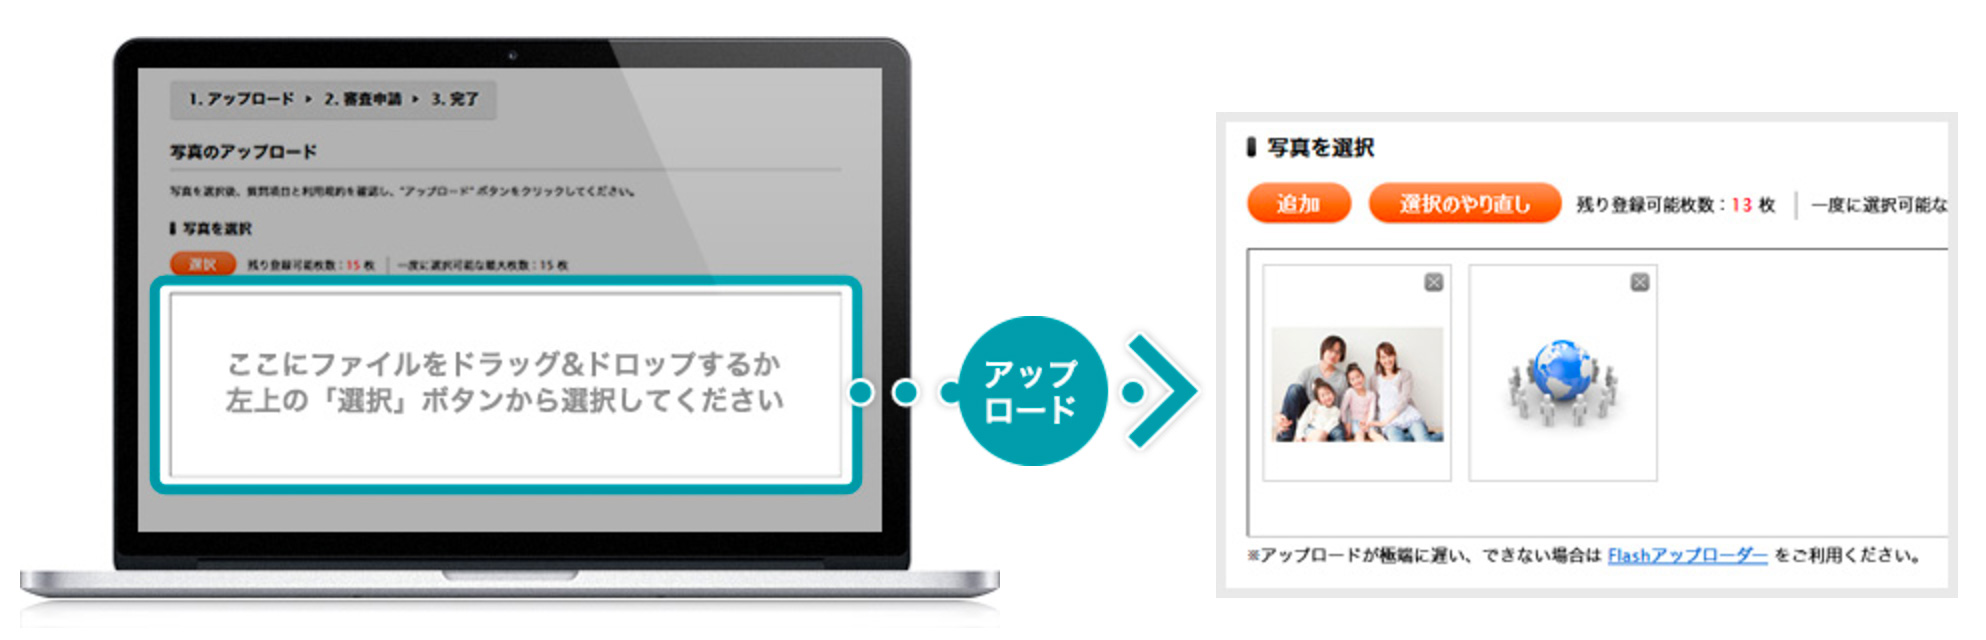 1. アップロード ▸ 2. 審査申請 ▸ 3. 完了
写真のアップロード
写真を選択後、質問項目と利用規約を確認し、"アップロード" ボタンをクリックしてください。
写真を選択
選択 残り登録可能枚数：15 枚 一度に選択可能な最大枚数：15 枚
ここにファイルをドラッグ&ドロップするか
左上の「選択」ボタンから選択してください
アップ
ロード
写真を選択
追加 選択のやり直し 残り登録可能枚数：13 枚 一度に選択可能な
※アップロードが極端に遅い、できない場合は Flashアップローダー をご利用ください。